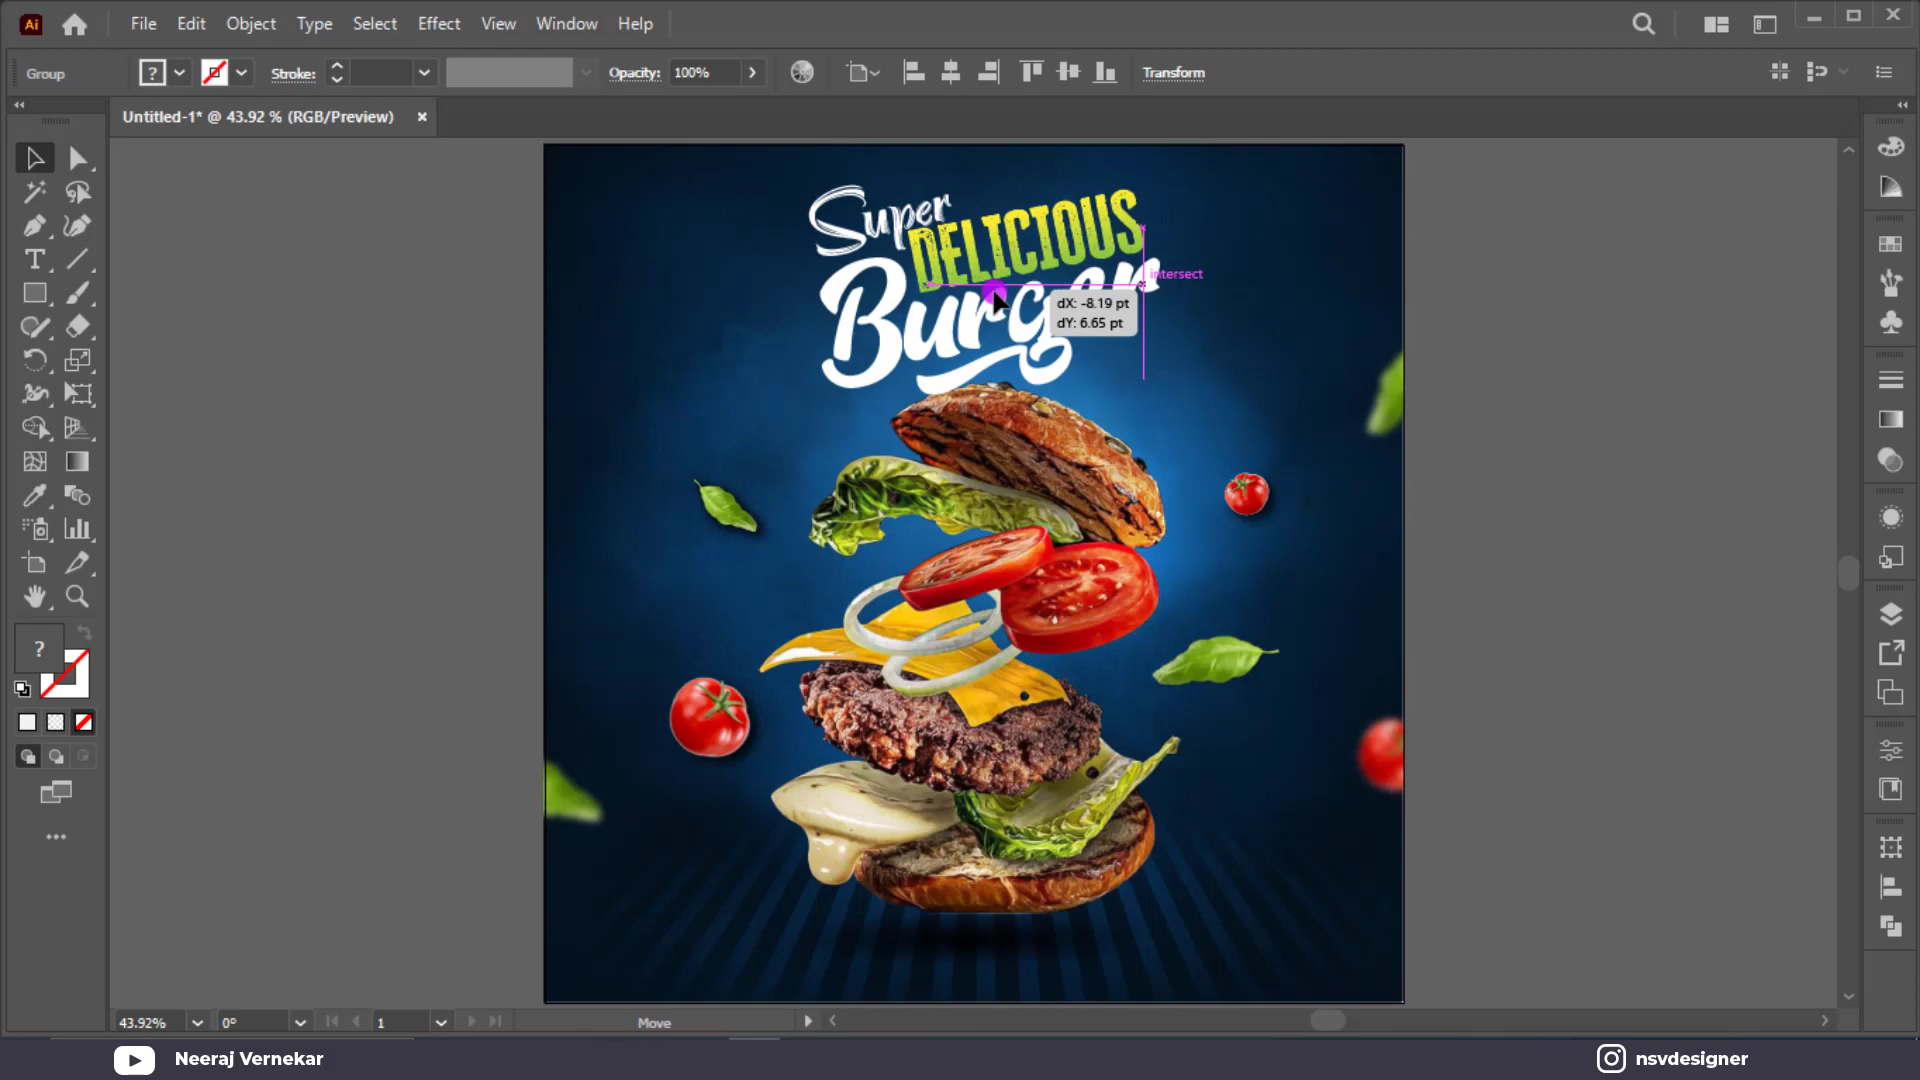 Ai File Edit Object Type Select Effect View Window Help
Group ? Stroke: Opacity: 100% Transform
Untitled-1* @ 43.92 % (RGB/Preview)
Super
DELICIOUS
intersect
dX: -8.19 pt
dY: 6.65 pt
?
43.92% 0° 1 Move
Neeraj Vernekar nsvdesigner